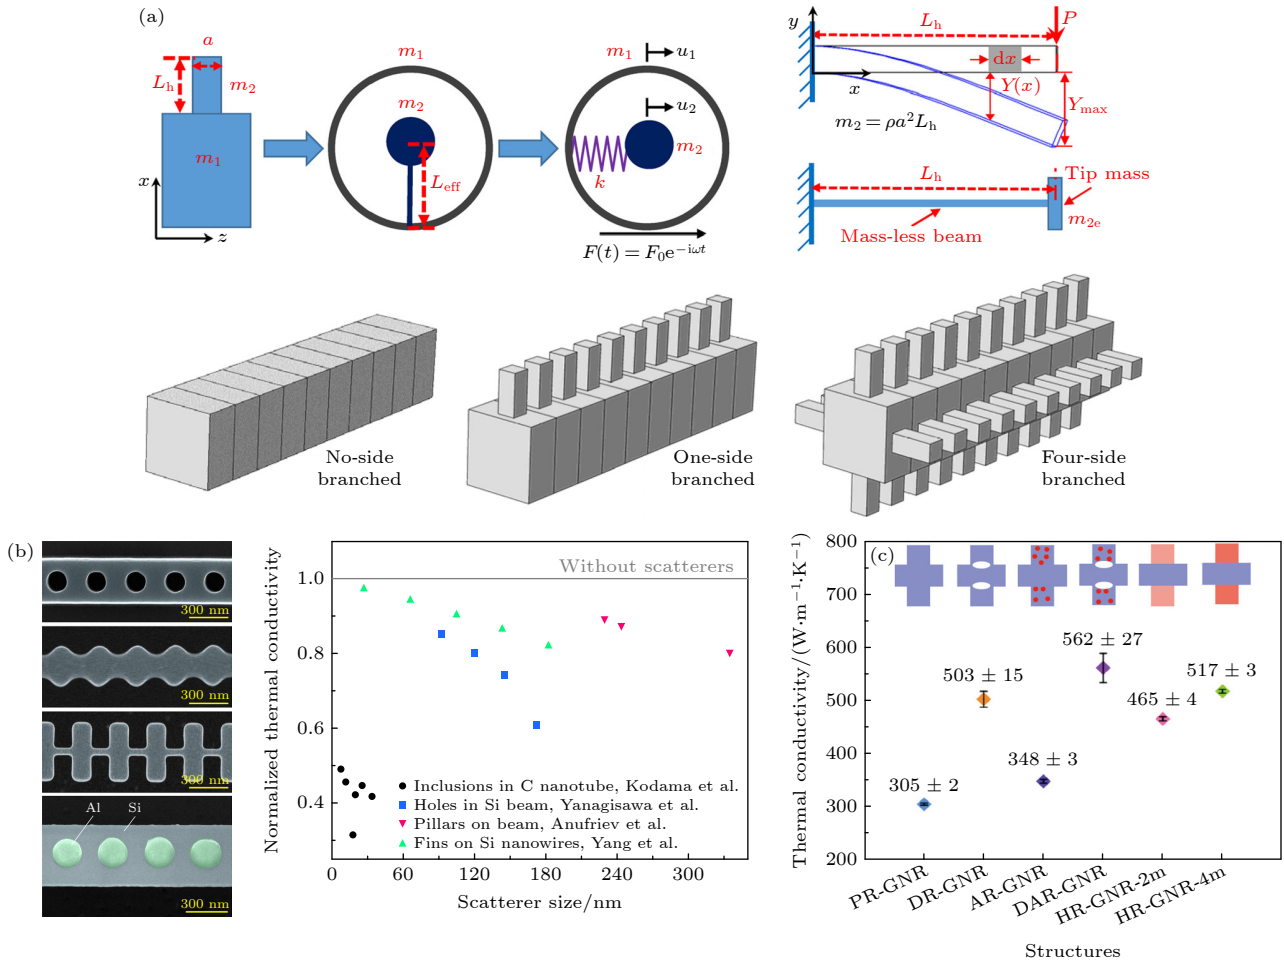 (a)
a
L_h
m_2
m_1
x
z
m_1
m_2
L_eff
m_1
u_1
u_2
m_2
k
F(t) = F_0e^{−iωt}
y
L_h
P
dx
x
Y(x)
Y_max
m_2 = ρa^2L_h
L_h
Tip mass
m_{2e}
Mass-less beam
No-side
branched
One-side
branched
Four-side
branched
(b)
300 nm
300 nm
300 nm
Al
Si
300 nm
Normalized thermal conductivity
1.0
0.8
0.6
0.4
Without scatterers
Inclusions in C nanotube, Kodama et al.
Holes in Si beam, Yanagisawa et al.
Pillars on beam, Anufriev et al.
Fins on Si nanowires, Yang et al.
0
60
120
180
240
300
Scatterer size/nm
(c)
Thermal conductivity/(W·m^{−1}·K^{−1})
800
700
600
500
400
300
200
305 ± 2
503 ± 15
348 ± 3
562 ± 27
465 ± 4
517 ± 3
PR-GNR
DR-GNR
AR-GNR
DAR-GNR
HR-GNR-2m
HR-GNR-4m
Structures